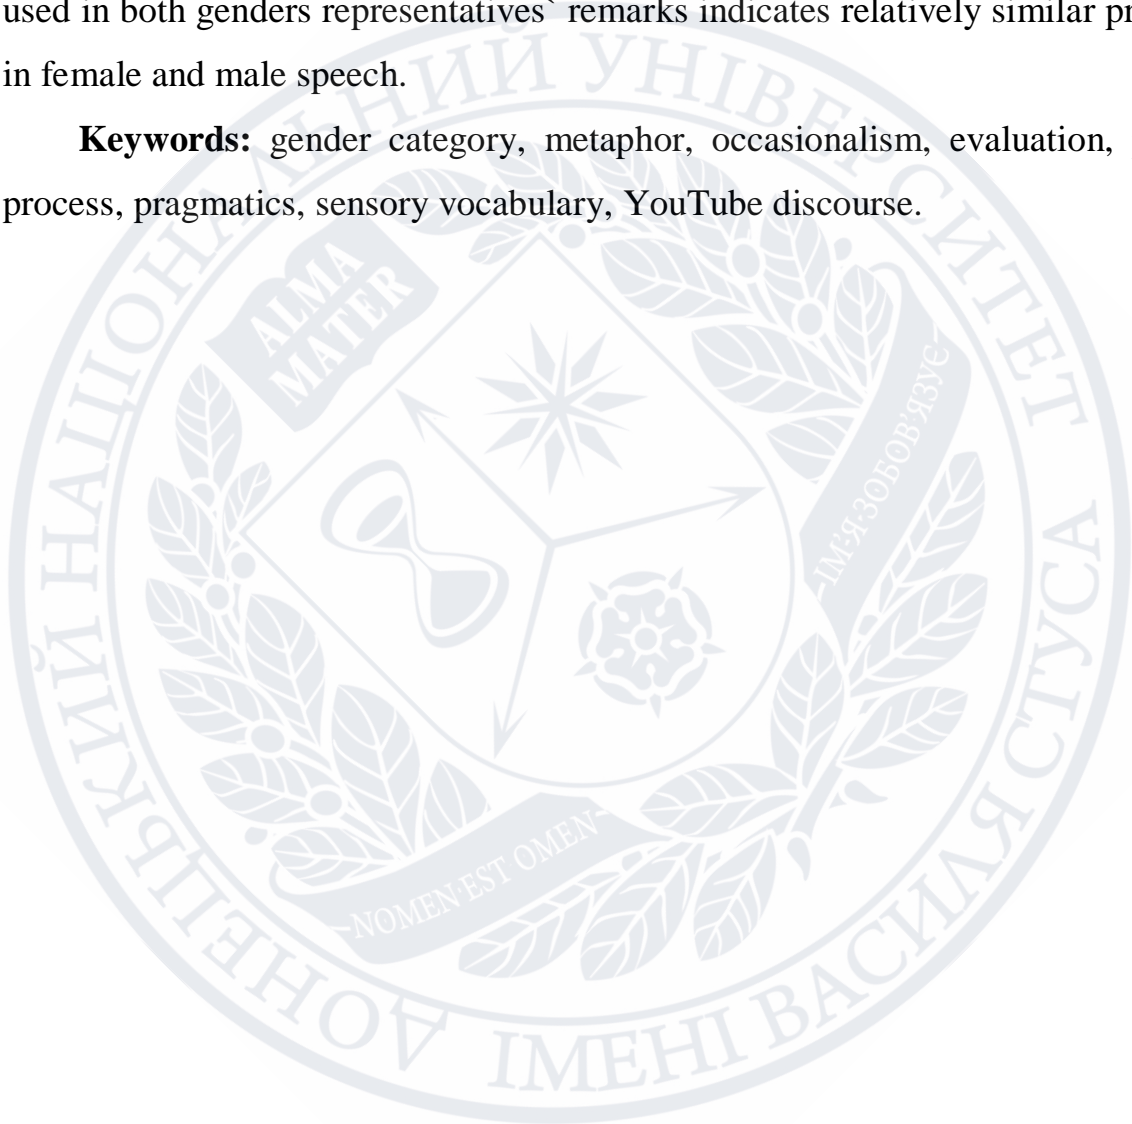 used in both genders representatives` remarks indicates relatively similar
in female and male speech.
Keywords: gender category, metaphor, occasionalism, evaluation,
process, pragmatics, sensory vocabulary, YouTube discourse.
ДОНЕЦЬКИЙ НАЦІОНАЛЬНИЙ УНІВЕРСИТЕТ ІМЕНІ ВАСИЛЯ СТУСА
ALMA
MATER
ІМ'Я·ЗОБОВ'ЯЗУЄ
NOMEN·EST OMEN